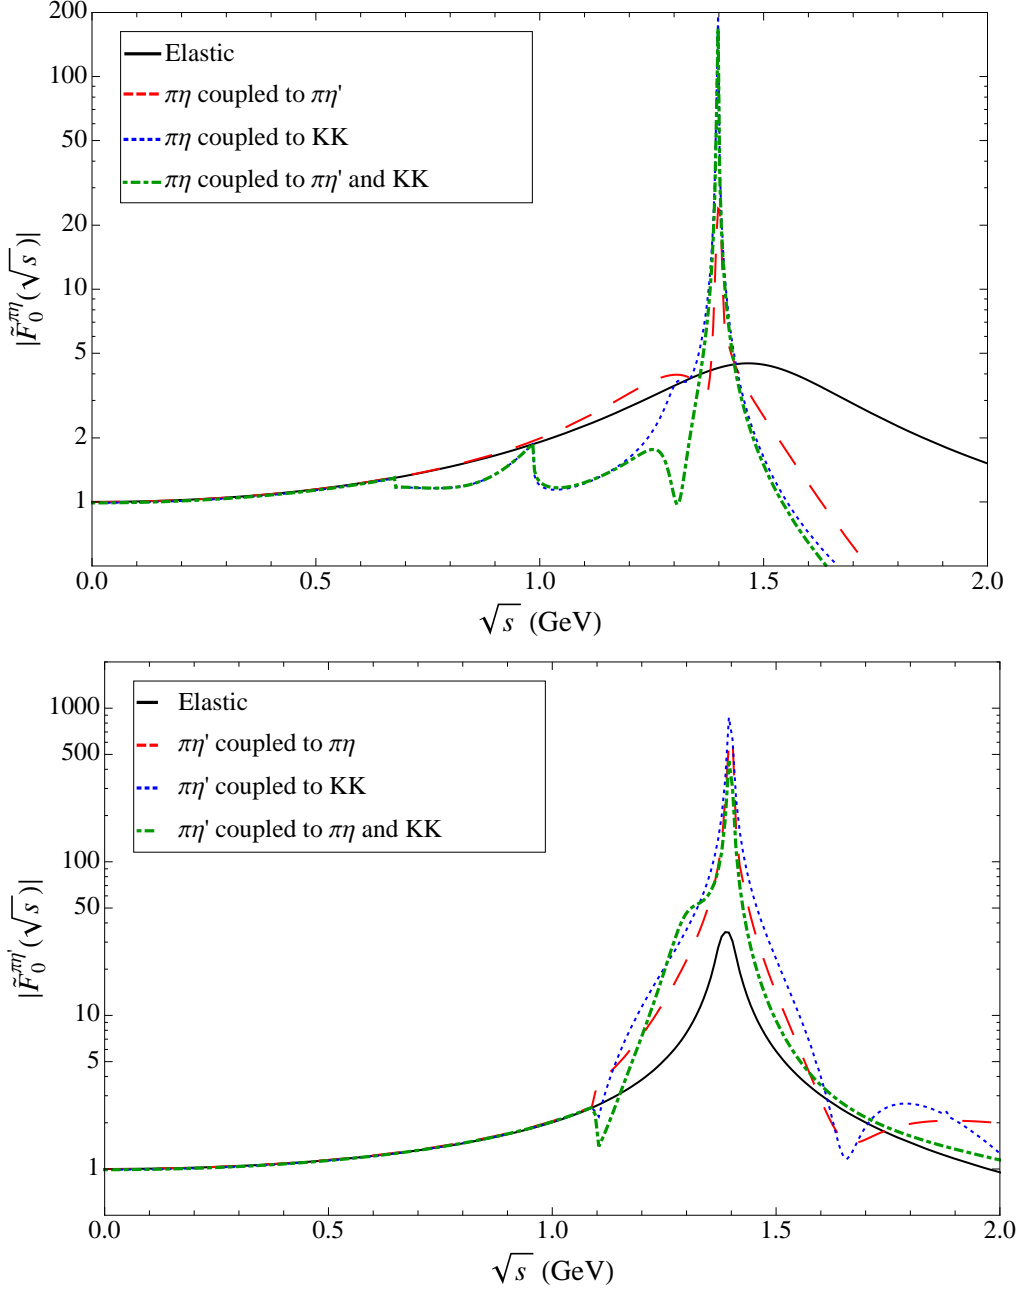 200
100
50
20
10
5
2
1
|F̃₀^{πη}(√s)|
Elastic
πη coupled to πη'
πη coupled to KK
πη coupled to πη' and KK
0.0 0.5 1.0 1.5 2.0
√s (GeV)
1000
500
100
50
10
5
1
|F̃₀^{πη'}(√s)|
Elastic
πη' coupled to πη
πη' coupled to KK
πη' coupled to πη and KK
0.0 0.5 1.0 1.5 2.0
√s (GeV)